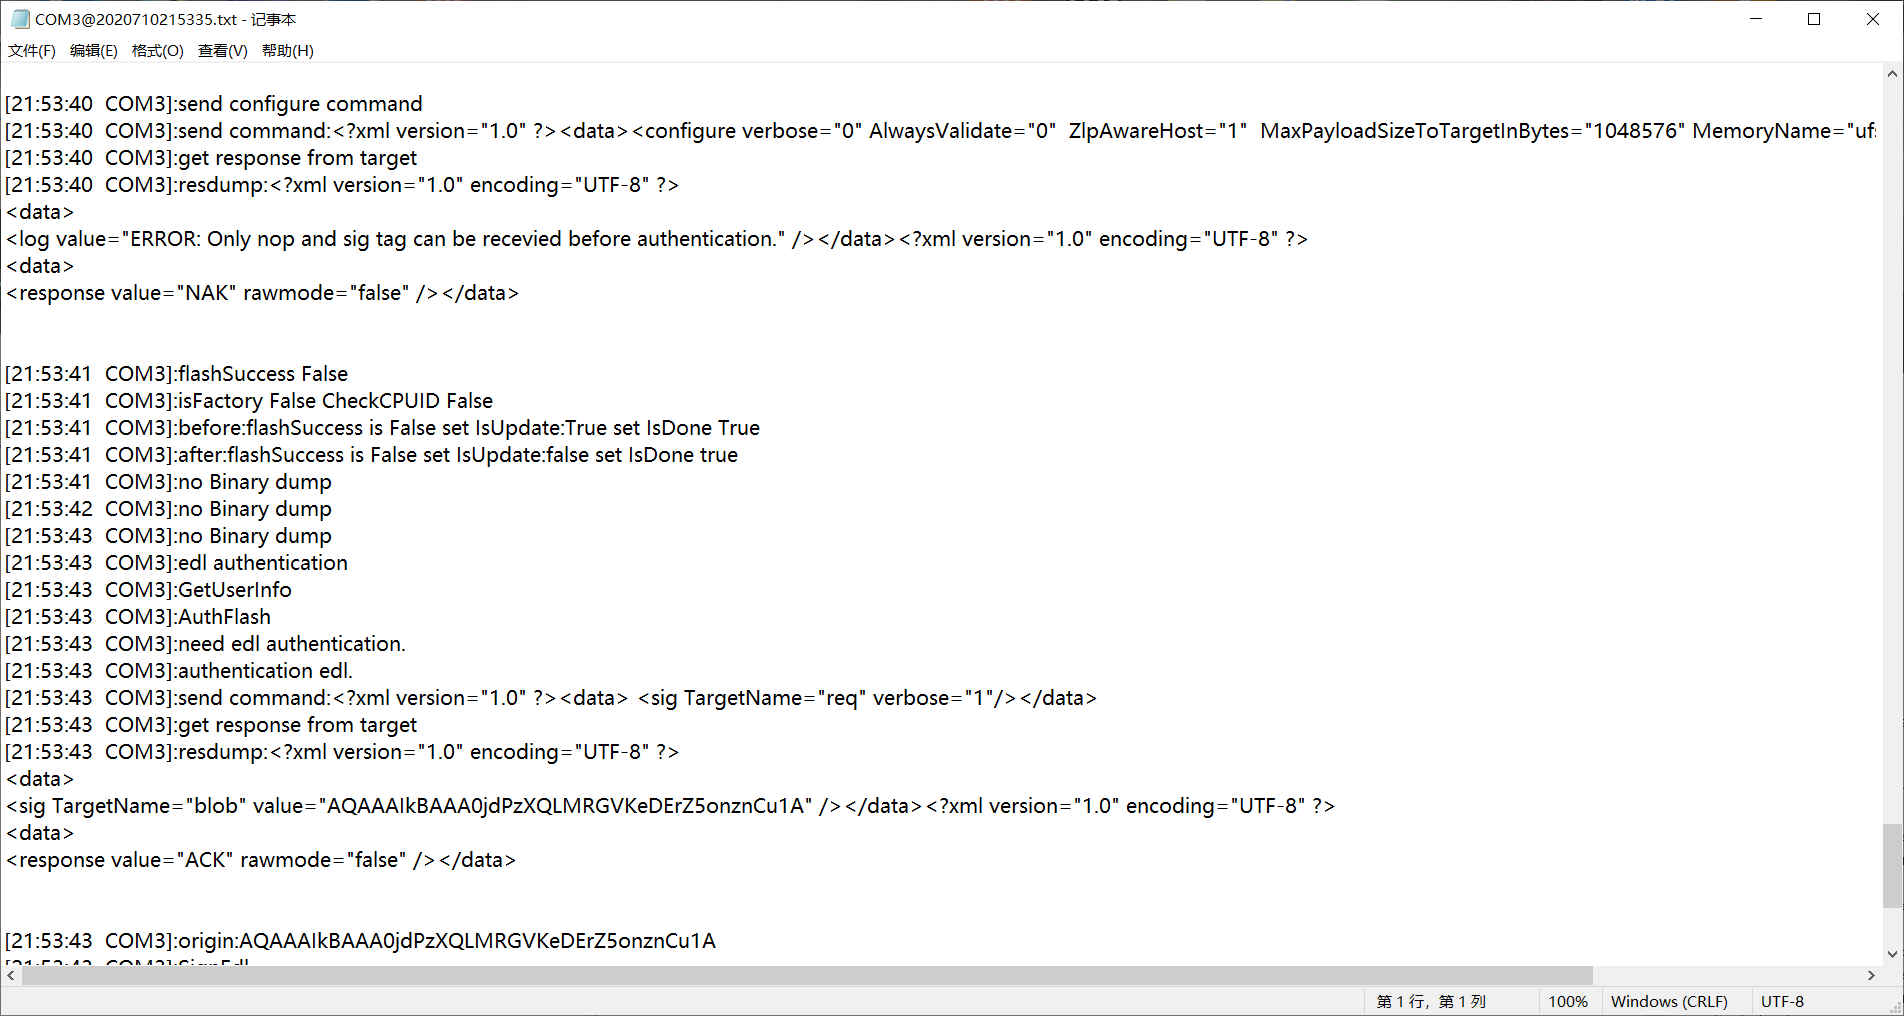 COM3@2020710215335.txt - 记事本
文件(F) 编辑(E) 格式(O) 查看(V) 帮助(H)
[21:53:40  COM3]:send configure command
[21:53:40  COM3]:send command:<?xml version="1.0" ?><data><configure verbose="0" AlwaysValidate="0"  ZlpAwareHost="1"  MaxPayloadSizeToTargetInBytes="1048576" MemoryName="ufs
[21:53:40  COM3]:get response from target
[21:53:40  COM3]:resdump:<?xml version="1.0" encoding="UTF-8" ?>
<data>
<log value="ERROR: Only nop and sig tag can be recevied before authentication." /></data><?xml version="1.0" encoding="UTF-8" ?>
<data>
<response value="NAK" rawmode="false" /></data>
[21:53:41  COM3]:flashSuccess False
[21:53:41  COM3]:isFactory False CheckCPUID False
[21:53:41  COM3]:before:flashSuccess is False set IsUpdate:True set IsDone True
[21:53:41  COM3]:after:flashSuccess is False set IsUpdate:false set IsDone true
[21:53:41  COM3]:no Binary dump
[21:53:42  COM3]:no Binary dump
[21:53:43  COM3]:no Binary dump
[21:53:43  COM3]:edl authentication
[21:53:43  COM3]:GetUserInfo
[21:53:43  COM3]:AuthFlash
[21:53:43  COM3]:need edl authentication.
[21:53:43  COM3]:authentication edl.
[21:53:43  COM3]:send command:<?xml version="1.0" ?><data> <sig TargetName="req" verbose="1"/></data>
[21:53:43  COM3]:get response from target
[21:53:43  COM3]:resdump:<?xml version="1.0" encoding="UTF-8" ?>
<data>
<sig TargetName="blob" value="AQAAAIkBAAA0jdPzXQLMRGVKeDErZ5onznCu1A" /></data><?xml version="1.0" encoding="UTF-8" ?>
<data>
<response value="ACK" rawmode="false" /></data>
[21:53:43  COM3]:origin:AQAAAIkBAAA0jdPzXQLMRGVKeDErZ5onznCu1A
[21:53:43  COM3]:SignEdl
第 1 行，第 1 列 100% Windows (CRLF) UTF-8